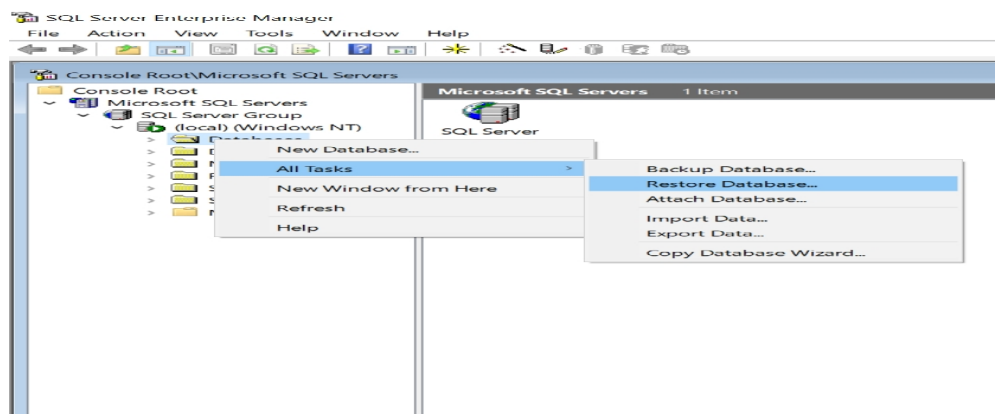 SQL Server Enterprise Manager
File Action View Tools Window Help
Console Root\Microsoft SQL Servers
Console Root
Microsoft SQL Servers
SQL Server Group
(local) (Windows NT)
Databases
Microsoft SQL Servers 1 Item
SQL Server
New Database...
All Tasks
New Window from Here
Refresh
Help
Backup Database...
Restore Database...
Attach Database...
Import Data...
Export Data...
Copy Database Wizard...